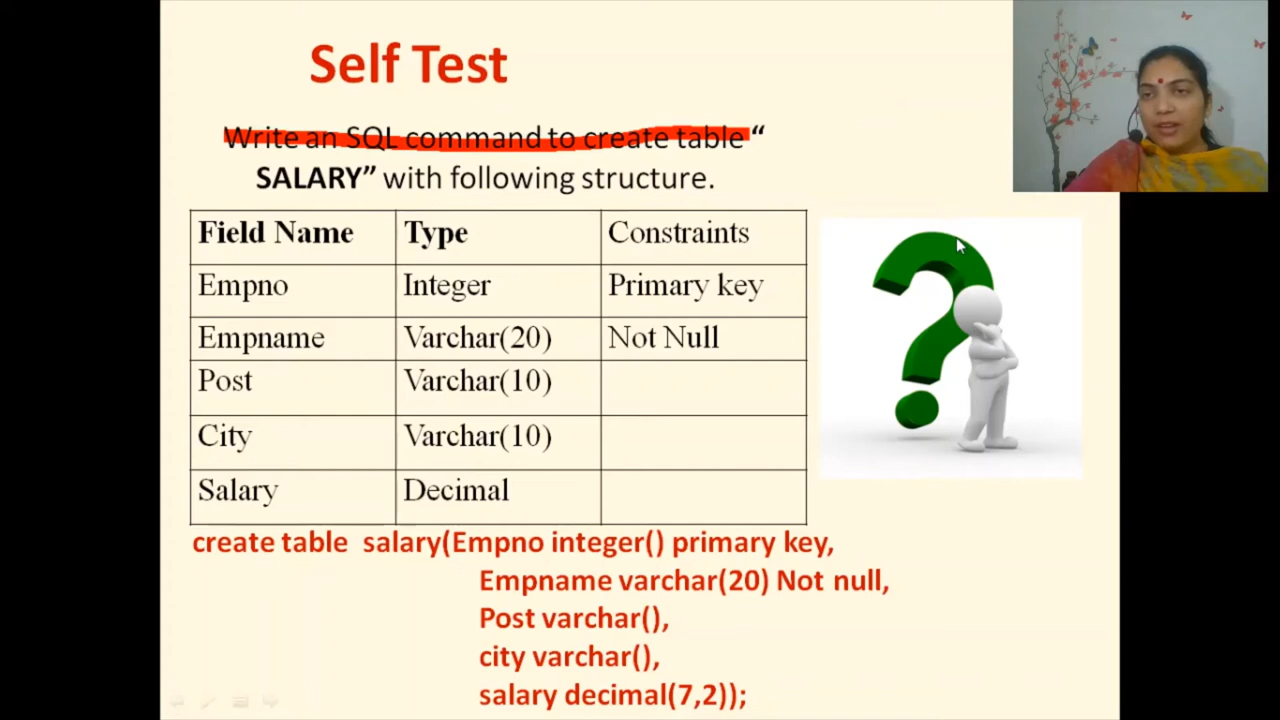 Self Test
Write an SQL command to create table “
SALARY” with following structure.
Field Name Type Constraints
Empno Integer Primary key
Empname Varchar(20) Not Null
Post Varchar(10)
City Varchar(10)
Salary Decimal
create table salary(Empno integer() primary key,
Empname varchar(20) Not null,
Post varchar(),
city varchar(),
salary decimal(7,2));